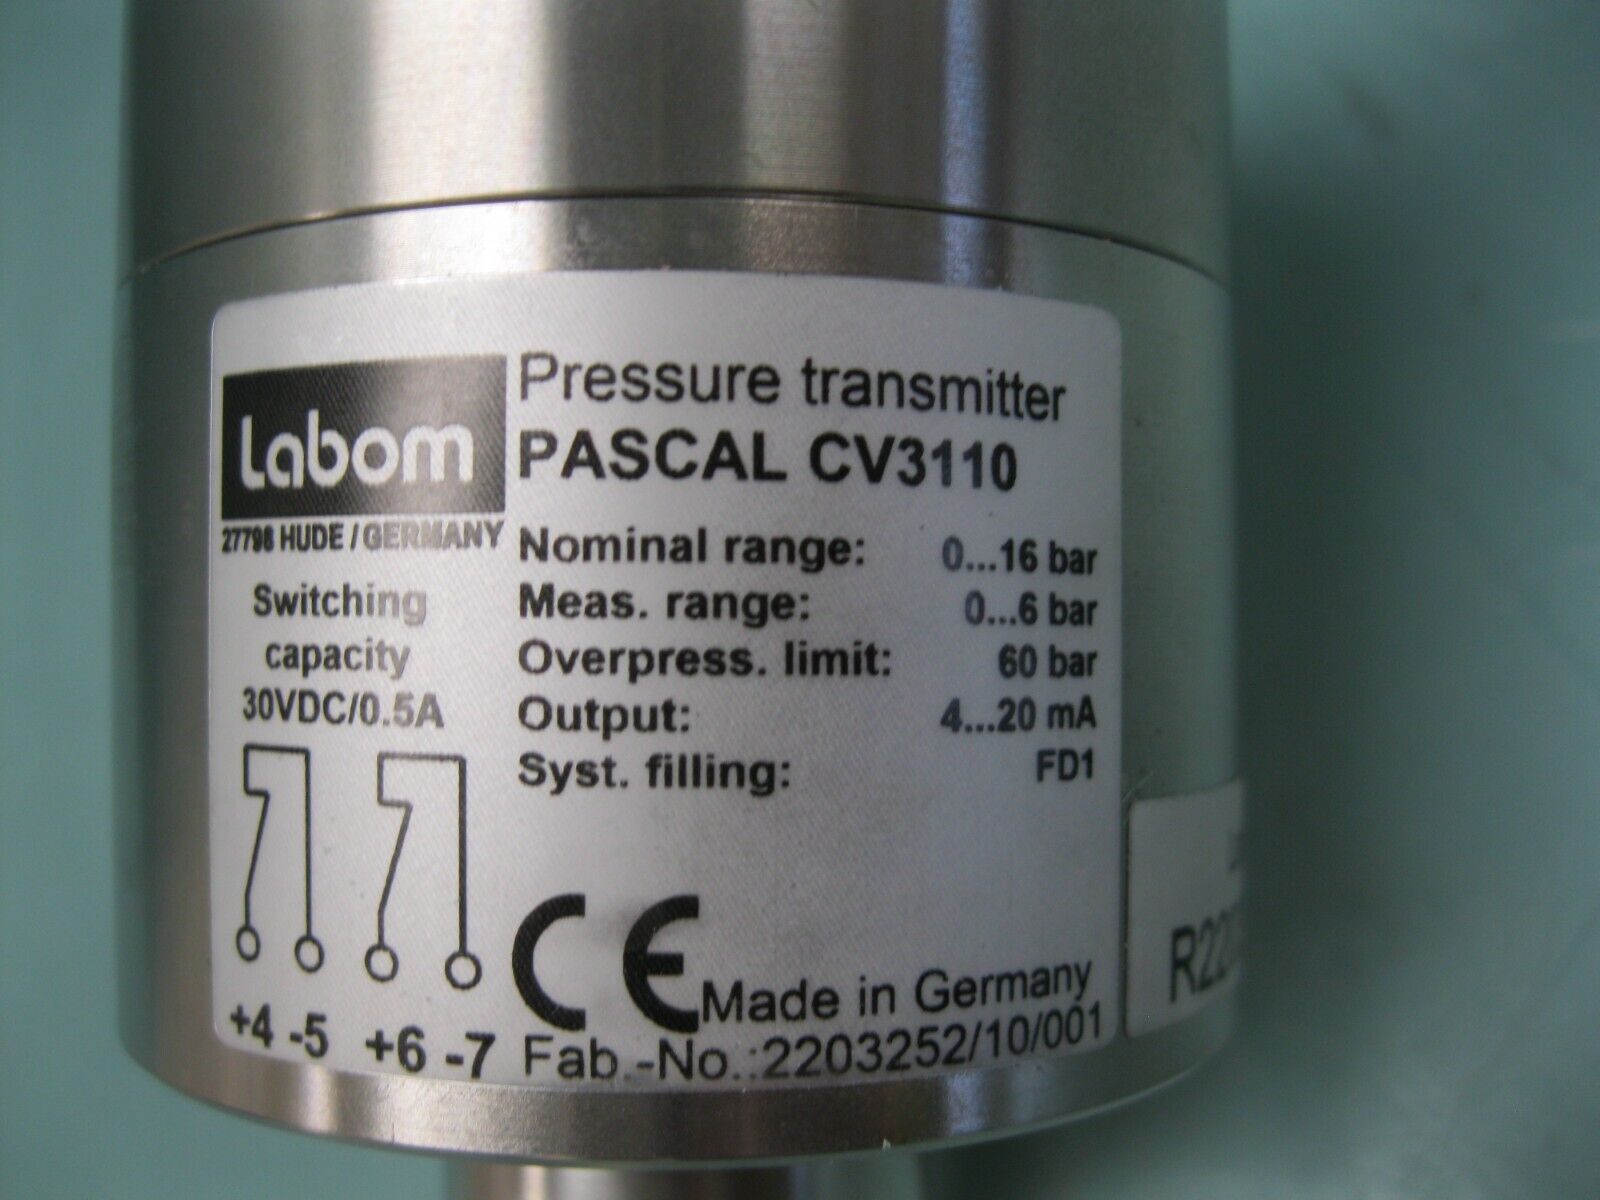 Labom
27798 HUDE / GERMANY
Switching
capacity
30VDC/0.5A
+4 -5 +6 -7
Pressure transmitter
PASCAL CV3110
Nominal range: 0...16 bar
Meas. range: 0...6 bar
Overpress. limit: 60 bar
Output: 4...20 mA
Syst. filling: FD1
CE
Made in Germany
Fab.-No.:2203252/10/001